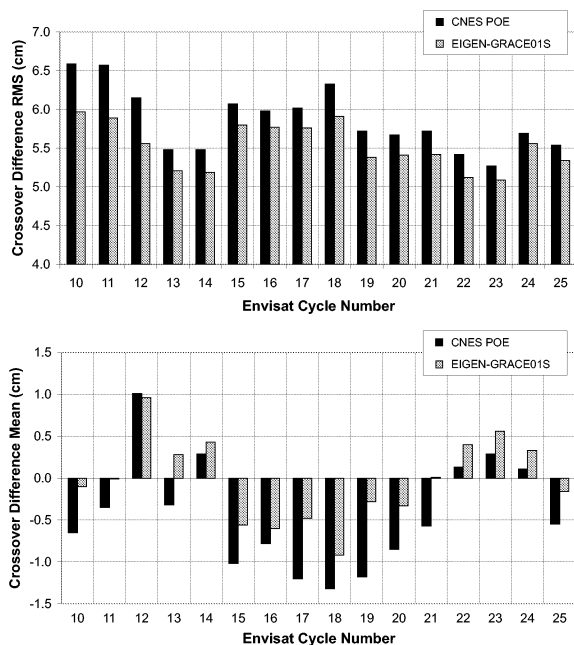 CNES POE
EIGEN-GRACE01S
Crossover Difference RMS (cm)
7.0
6.5
6.0
5.5
5.0
4.5
4.0
10 11 12 13 14 15 16 17 18 19 20 21 22 23 24 25
Envisat Cycle Number
CNES POE
EIGEN-GRACE01S
Crossover Difference Mean (cm)
1.5
1.0
0.5
0.0
-0.5
-1.0
-1.5
10 11 12 13 14 15 16 17 18 19 20 21 22 23 24 25
Envisat Cycle Number